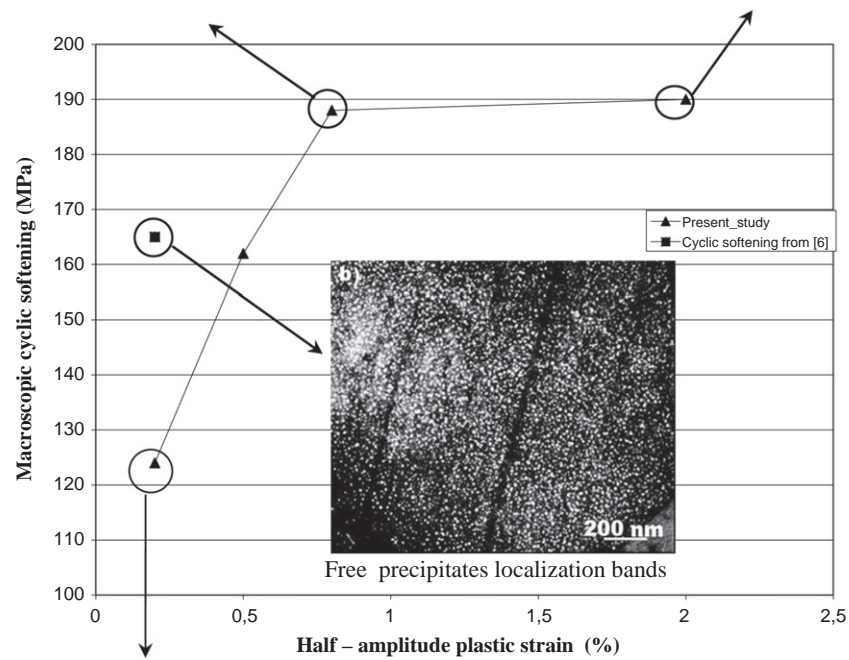 200
190
180
170
165
160
150
140
130
120
110
100
Macroscopic cyclic softening (MPa)
Present_study
Cyclic softening from [6]
b)
200 nm
Free precipitates localization bands
0
0,5
1
1,5
2
2,5
Half – amplitude plastic strain (%)